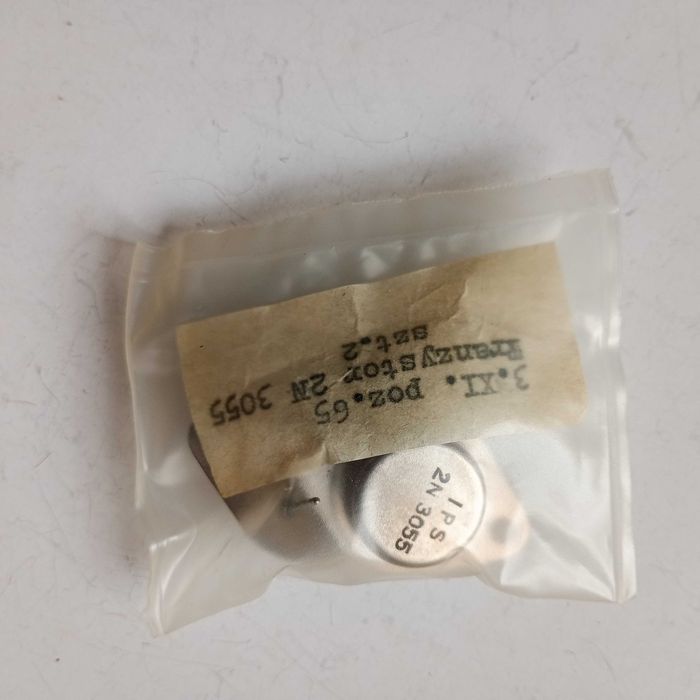 3.XI. poz.65
Tranzystor 2N 3055
szt.2
IPS
2N 3055